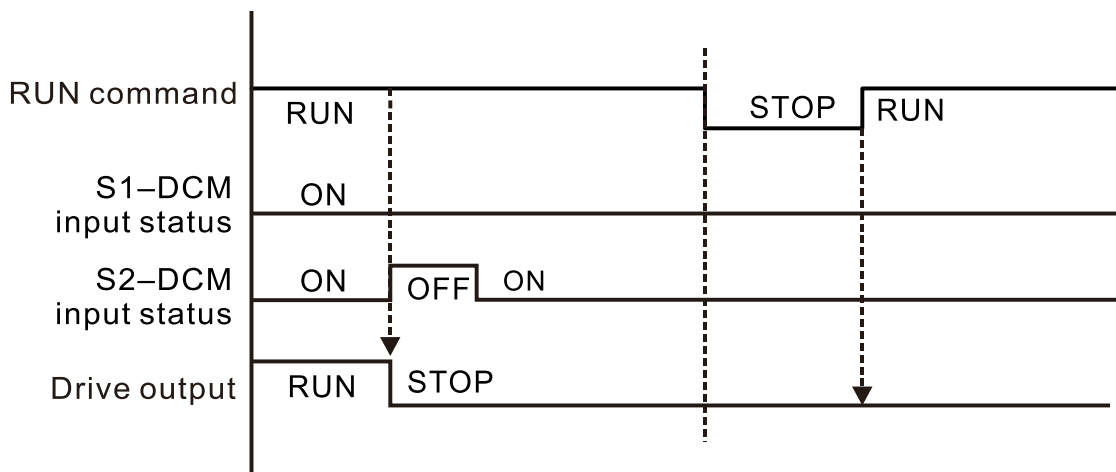 RUN command
RUN
STOP
RUN
S1–DCM
input status
ON
S2–DCM
input status
ON
OFF
ON
Drive output
RUN
STOP